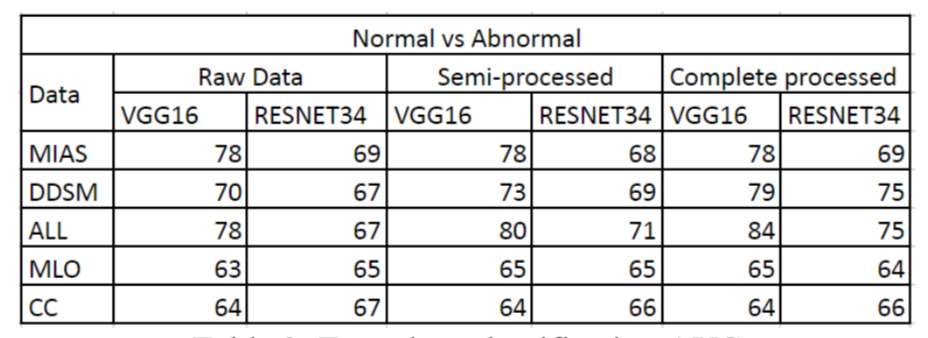 Normal vs Abnormal
Data Raw Data Semi-processed Complete processed
VGG16 RESNET34 VGG16 RESNET34 VGG16 RESNET34
MIAS 78 69 78 68 78 69
DDSM 70 67 73 69 79 75
ALL 78 67 80 71 84 75
MLO 63 65 65 65 65 64
CC 64 67 64 66 64 66